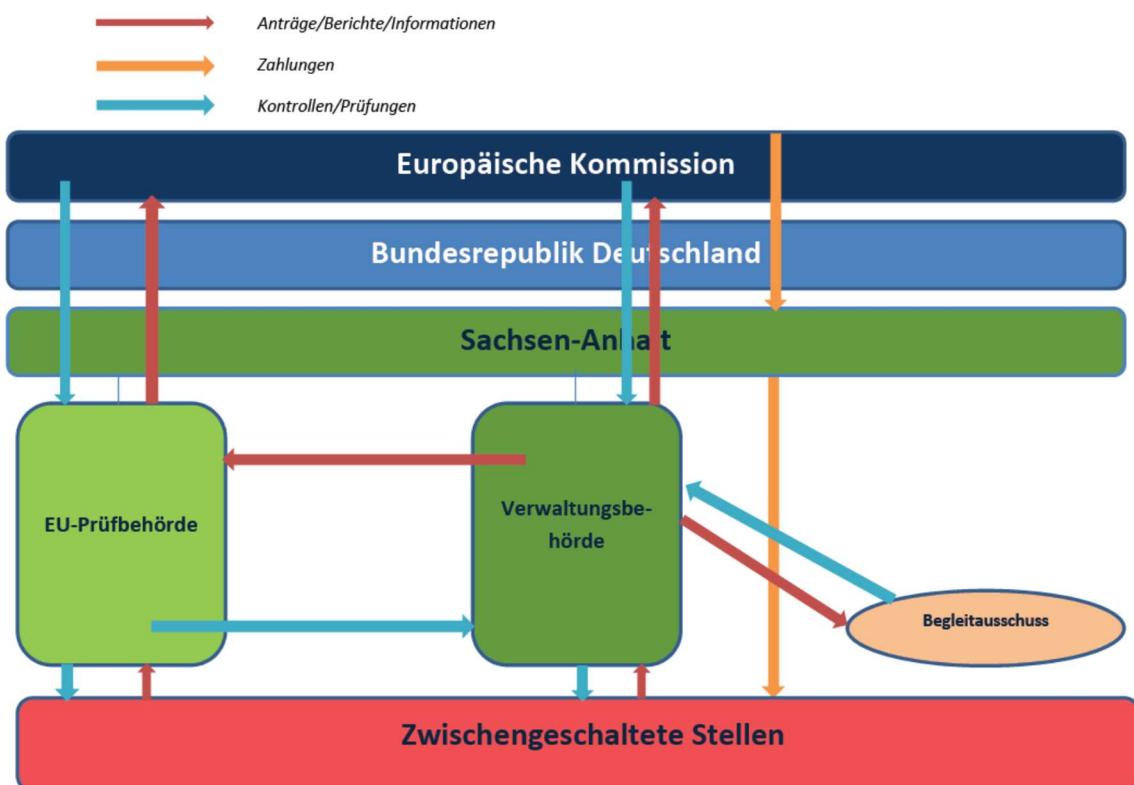 Anträge/Berichte/Informationen
Zahlungen
Kontrollen/Prüfungen
Europäische Kommission
Bundesrepublik Deutschland
Sachsen-Anhalt
EU-Prüfbehörde
Verwaltungsbe-
hörde
Begleitausschuss
Zwischengeschaltete Stellen